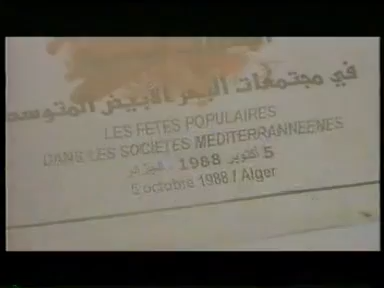 في مجتمعات البحر الأبيض المتوسط
LES FETES POPULAIRES
DANS LES SOCIETES MEDITERRANNEENES
5 أكتوبر 1988 . الجزائر
5 octobre 1988 / Alger